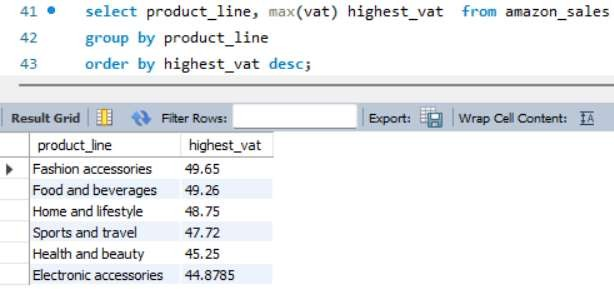 41 select product_line, max(vat) highest_vat from amazon_sales
42 group by product_line
43 order by highest_vat desc;
Result Grid Filter Rows: Export: Wrap Cell Content: IA
product_line highest_vat
Fashion accessories 49.65
Food and beverages 49.26
Home and lifestyle 48.75
Sports and travel 47.72
Health and beauty 45.25
Electronic accessories 44.8785